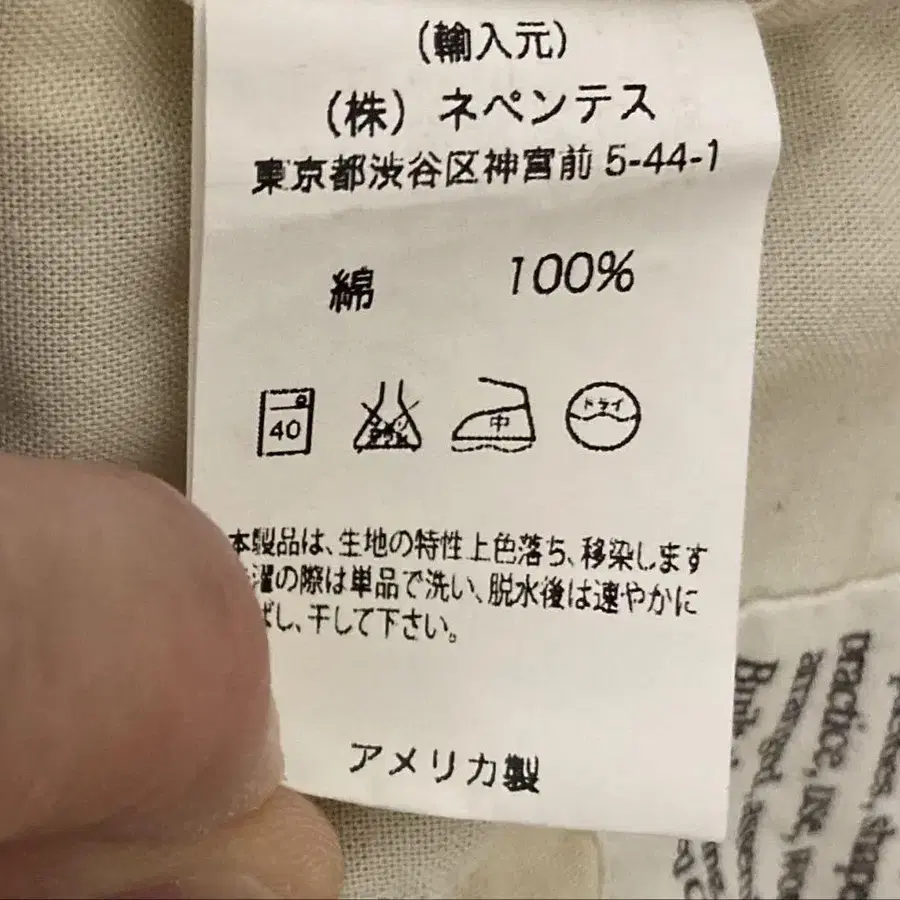 (輸入元)
(株) ネペンテス
東京都渋谷区神宮前 5-44-1
綿 100%
40 中 ドライ
本製品は、生地の特性上色落ち、移染します
濯の際は単品で洗い、脱水後は速やかに
ばし、干して下さい。
アメリカ製
practice, use,
arranged,